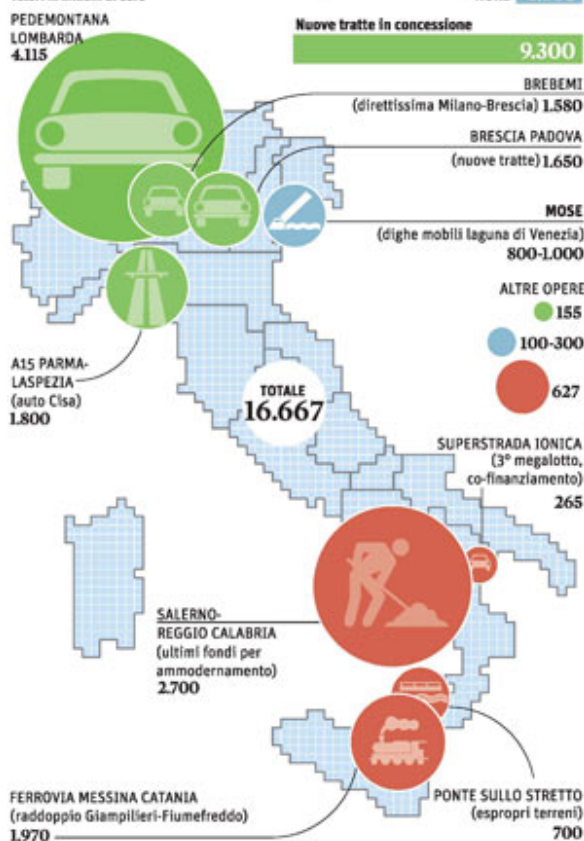 PEDEMONTANA
LOMBARDA
4.115
Nuove tratte in concessione
9.300
BREBEMI
(direttissima Milano-Brescia) 1.580
BRESCIA PADOVA
(nuove tratte) 1.650
MOSE
(dighe mobili laguna di Venezia)
800-1.000
ALTRE OPERE
155
100-300
627
A15 PARMA-
LASPEZIA
(auto Cisa)
1.800
TOTALE
16.667
SUPERSTRADA IONICA
(3° megalotto,
co-finanziamento)
265
SALERNO-
REGGIO CALABRIA
(ultimi fondi per
ammodernamento)
2.700
FERROVIA MESSINA CATANIA
(raddoppio Giampilieri-Fiumefreddo)
1.970
PONTE SULLO STRETTO
(espropri terreni)
700